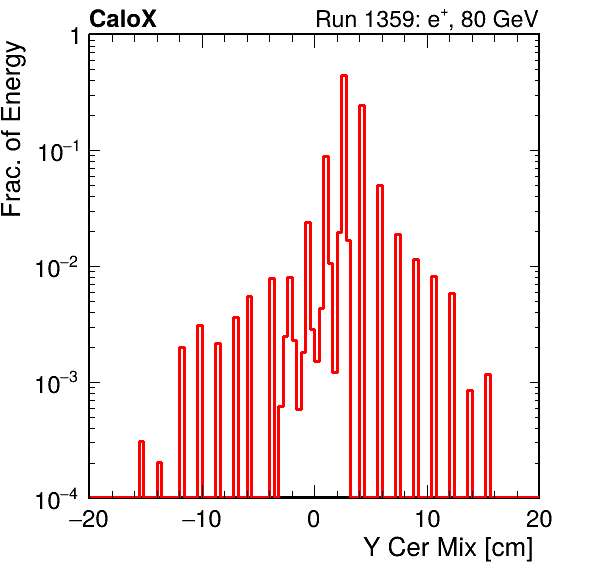 CaloX Run 1359: e⁺, 80 GeV
Frac. of Energy
1
10⁻¹
10⁻²
10⁻³
10⁻⁴
−20 −10 0 10 20
Y Cer Mix [cm]